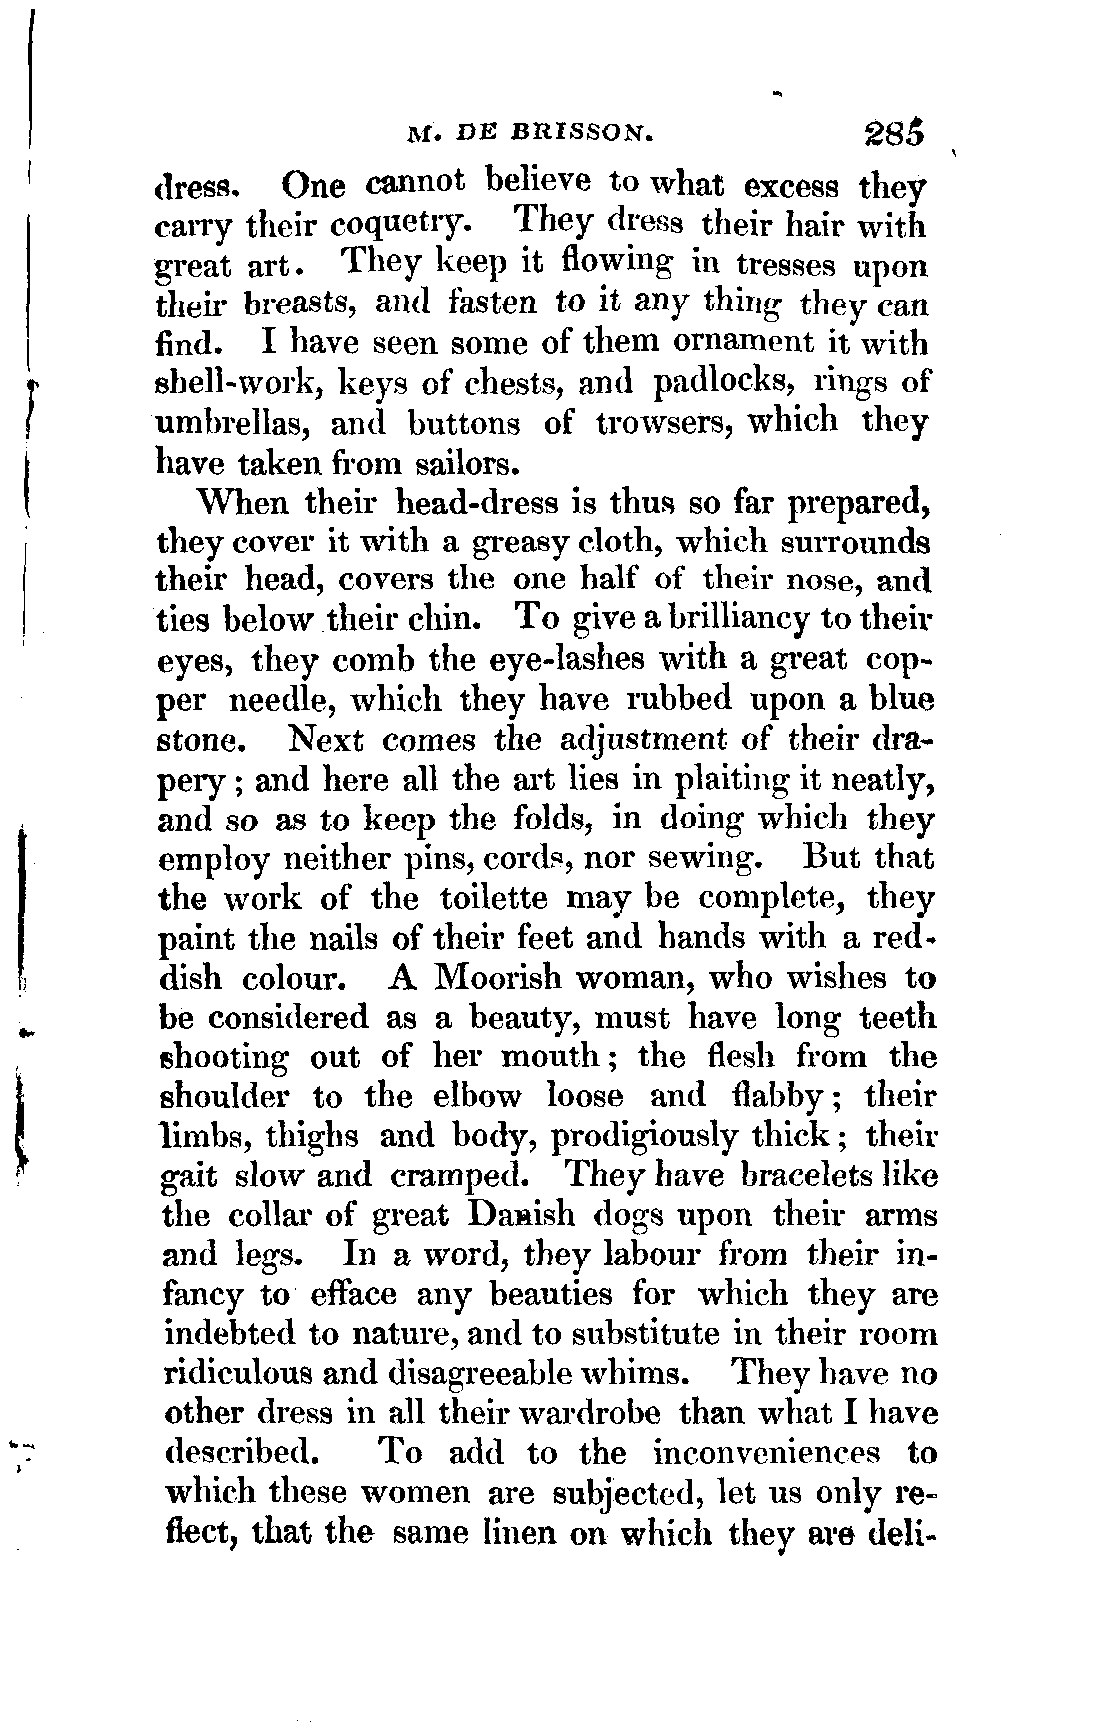 M. DE BRISSON. 285
dress. One cannot believe to what excess they
carry their coquetry. They dress their hair with
great art. They keep it flowing in tresses upon
their breasts, and fasten to it any thing they can
find. I have seen some of them ornament it with
shell-work, keys of chests, and padlocks, rings of
umbrellas, and buttons of trowsers, which they
have taken from sailors.
When their head-dress is thus so far prepared,
they cover it with a greasy cloth, which surrounds
their head, covers the one half of their nose, and
ties below their chin. To give a brilliancy to their
eyes, they comb the eye-lashes with a great cop-
per needle, which they have rubbed upon a blue
stone. Next comes the adjustment of their dra-
pery; and here all the art lies in plaiting it neatly,
and so as to keep the folds, in doing which they
employ neither pins, cords, nor sewing. But that
the work of the toilette may be complete, they
paint the nails of their feet and hands with a red-
dish colour. A Moorish woman, who wishes to
be considered as a beauty, must have long teeth
shooting out of her mouth; the flesh from the
shoulder to the elbow loose and flabby; their
limbs, thighs and body, prodigiously thick; their
gait slow and cramped. They have bracelets like
the collar of great Danish dogs upon their arms
and legs. In a word, they labour from their in-
fancy to efface any beauties for which they are
indebted to nature, and to substitute in their room
ridiculous and disagreeable whims. They have no
other dress in all their wardrobe than what I have
described. To add to the inconveniences to
which these women are subjected, let us only re-
flect, that the same linen on which they are deli-